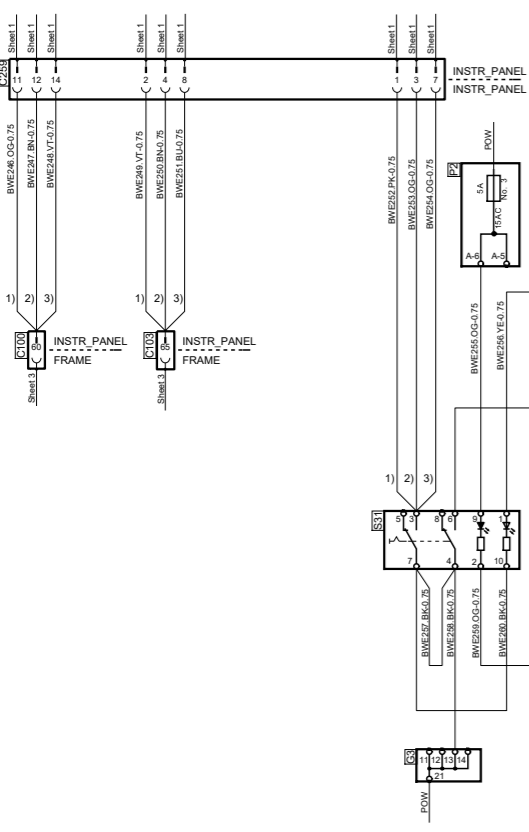 Sheet 1
Sheet 1
Sheet 1
Sheet 1
Sheet 1
Sheet 1
Sheet 1
Sheet 1
Sheet 1
C259
11 12 14 2 4 8 1 3 7
INSTR_PANEL
INSTR_PANEL
BWE246.OG-0.75
BWE247.BN-0.75
BWE248.VT-0.75
BWE249.VT-0.75
BWE250.BN-0.75
BWE251.BU-0.75
BWE252.PK-0.75
BWE253.OG-0.75
BWE254.OG-0.75
POW
P2
5A
No. 3
15AC
A-6 A-5
BWE255.OG-0.75
BWE256.YE-0.75
1) 2) 3)
C100
60
INSTR_PANEL
FRAME
Sheet 3
1) 2) 3)
C103
65
INSTR_PANEL
FRAME
Sheet 3
1) 2) 3)
S31
5 3 8 6 9 1
7 4 2 10
BWE257.BK-0.75
BWE258.BK-0.75
BWE259.OG-0.75
BWE260.BK-0.75
G3
11 12 13 14
21
POW